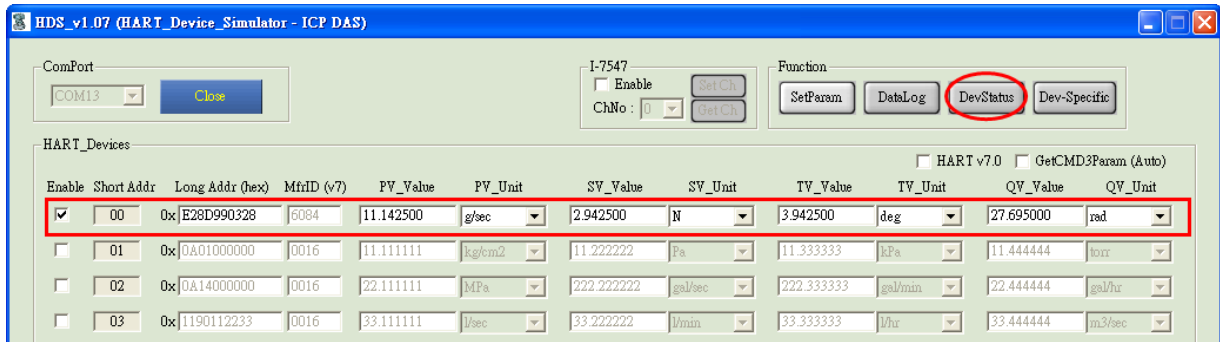 HDS_v1.07 (HART_Device_Simulator - ICP DAS)
ComPort I-7547 Function
COM13 Close Enable Set Ch SetParam DataLog DevStatus Dev-Specific
ChNo : 0 Get Ch
HART_Devices
HART v7.0 GetCMD3Param (Auto)
Enable Short Addr Long Addr (hex) MfrID (v7) PV_Value PV_Unit SV_Value SV_Unit TV_Value TV_Unit QV_Value QV_Unit
00 0x E28D990328 6084 11.142500 g/sec 2.942500 N 3.942500 deg 27.695000 rad
01 0x 0A01000000 0016 11.111111 kg/cm2 11.222222 Pa 11.333333 kPa 11.444444 torr
02 0x 0A14000000 0016 22.111111 MPa 222.222222 gal/sec 222.333333 gal/min 22.444444 gal/hr
03 0x 1190112233 0016 33.111111 l/sec 33.222222 l/min 33.333333 l/hr 33.444444 m3/sec